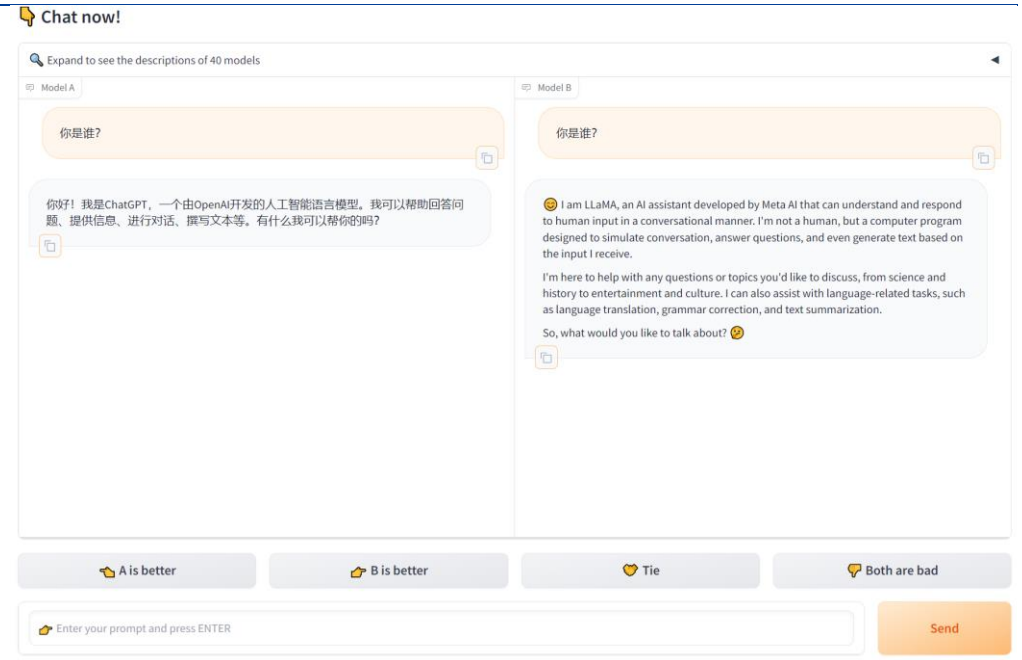 👇 Chat now!
🔍 Expand to see the descriptions of 40 models
Model A
你是谁?
你好！我是ChatGPT，一个由OpenAI开发的人工智能语言模型。我可以帮助回答问
题、提供信息、进行对话、撰写文本等。有什么我可以帮你的吗?
Model B
你是谁?
😊 I am LLaMA, an AI assistant developed by Meta AI that can understand and respond
to human input in a conversational manner. I'm not a human, but a computer program
designed to simulate conversation, answer questions, and even generate text based on
the input I receive.
I'm here to help with any questions or topics you'd like to discuss, from science and
history to entertainment and culture. I can also assist with language-related tasks, such
as language translation, grammar correction, and text summarization.
So, what would you like to talk about? 🤔
👈 A is better
👉 B is better
🤝 Tie
👎 Both are bad
👉 Enter your prompt and press ENTER
Send